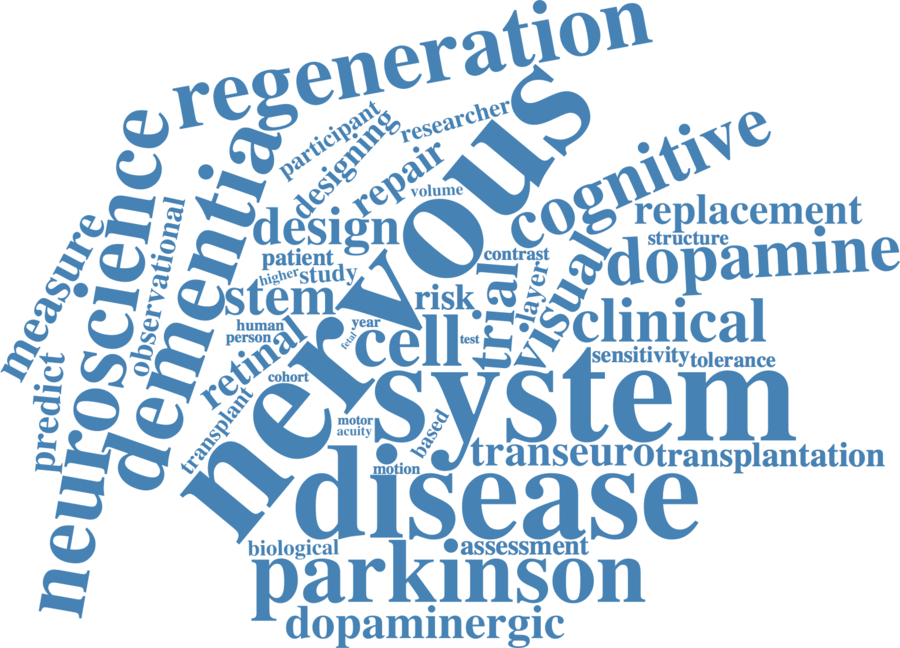 regeneration
participant
designing
researcher
repair
volume
nervous
cognitive
neuroscience
dementia
measure
observational
design
replacement
structure
dopamine
patient
higher
study
contrast
visual
layer
trial
stem
risk
clinical
human
person
year
fetal
cell
test
sensitivity
tolerance
retinal
predict
transplant
cohort
system
motor
acuity
based
transeuro
transplantation
motion
disease
biological
assessment
parkinson
dopaminergic